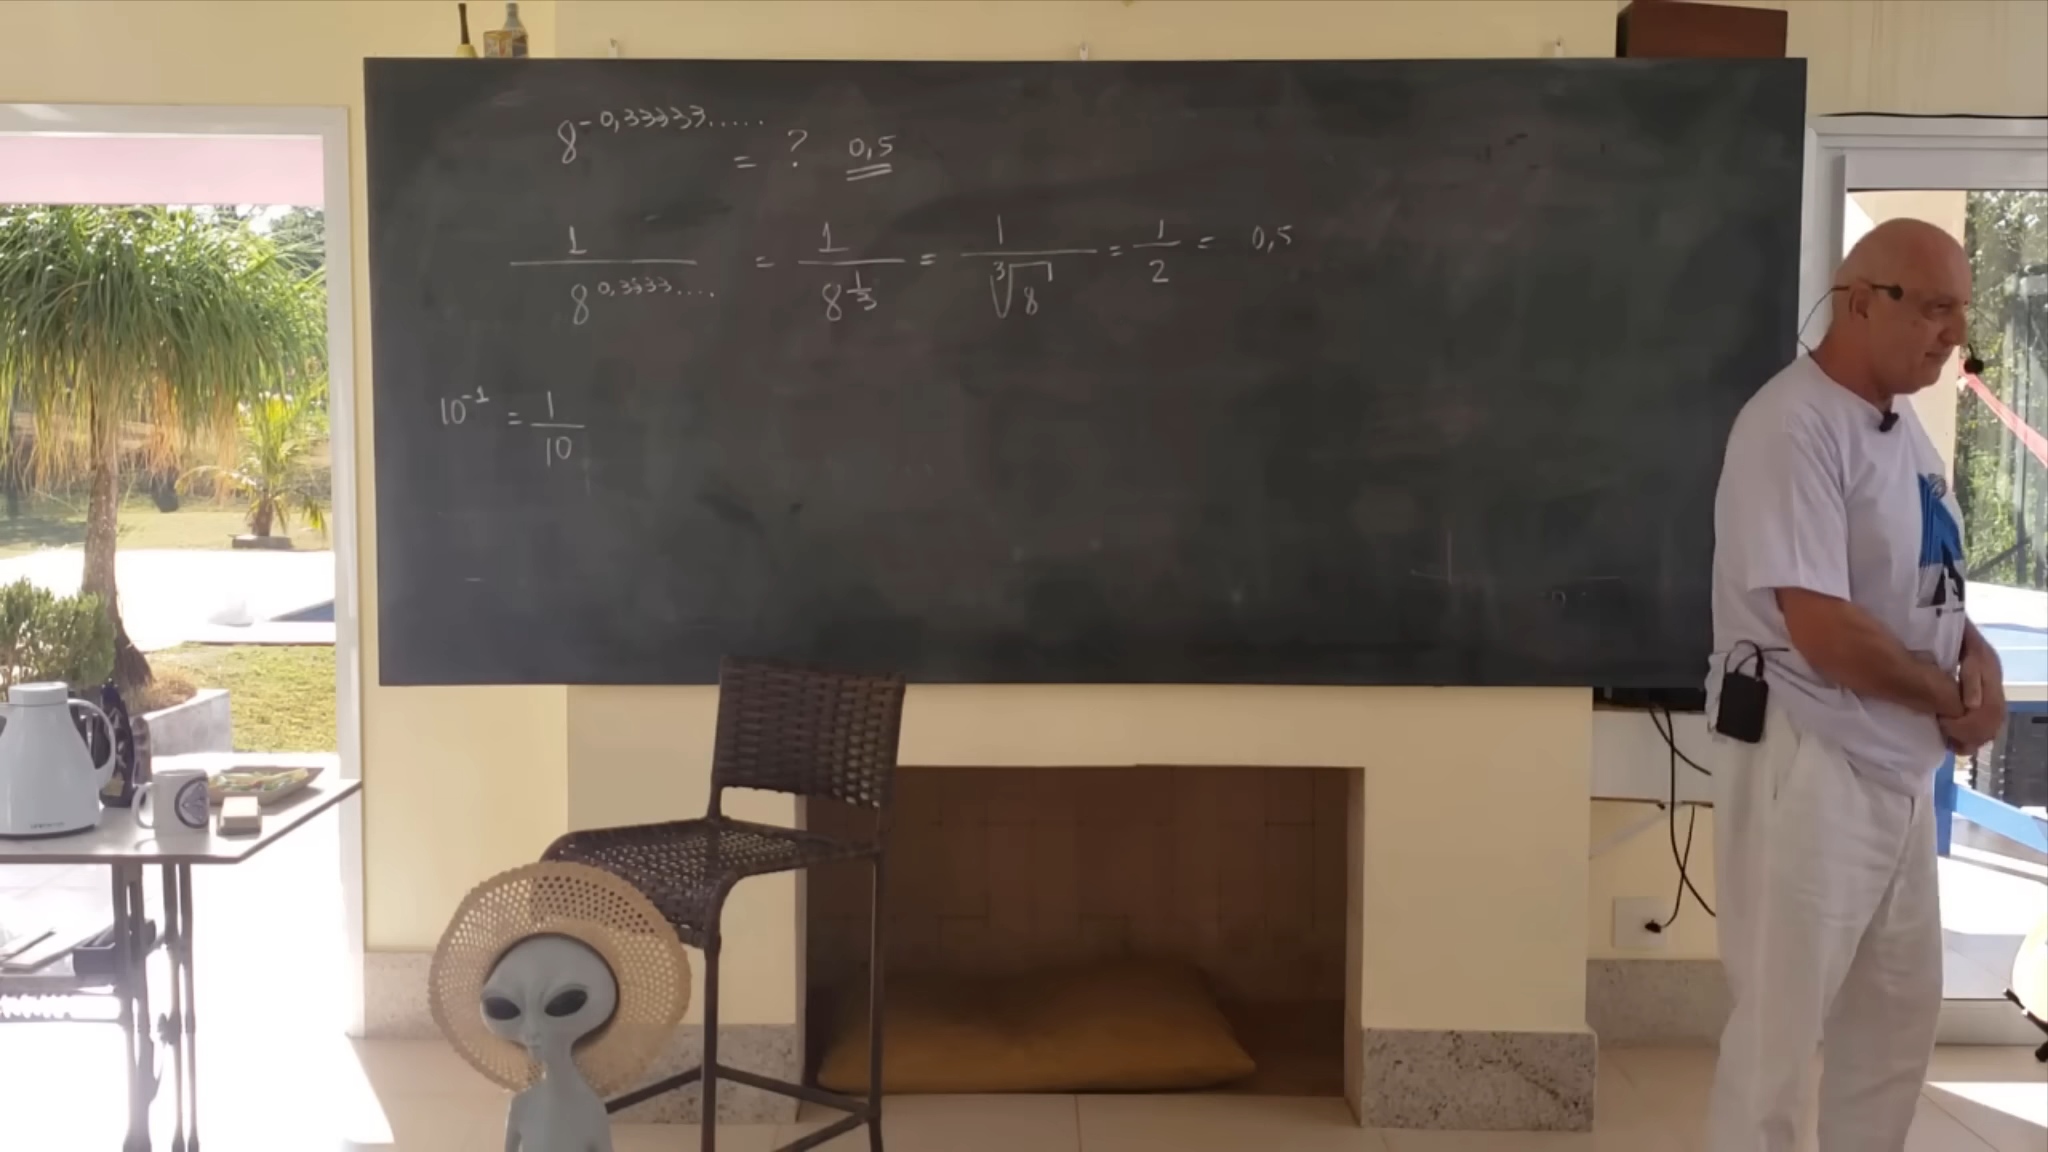 8^-0,33333..... = ? 0,5
1/8^0,3333.... = 1/8^1/3 = 1/∛8 = 1/2 = 0,5
10^-1 = 1/10